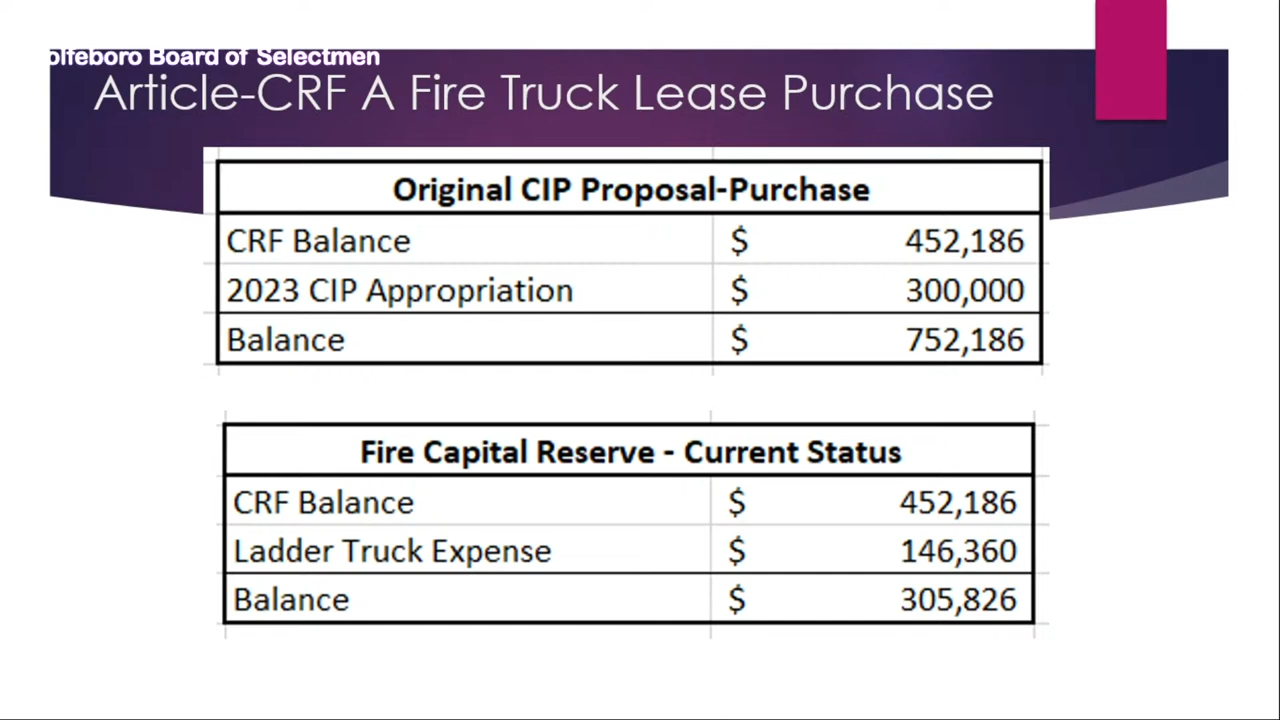 olfeboro Board of Selectmen
Article-CRF A Fire Truck Lease Purchase
Original CIP Proposal-Purchase
CRF Balance $ 452,186
2023 CIP Appropriation $ 300,000
Balance $ 752,186
Fire Capital Reserve - Current Status
CRF Balance $ 452,186
Ladder Truck Expense $ 146,360
Balance $ 305,826